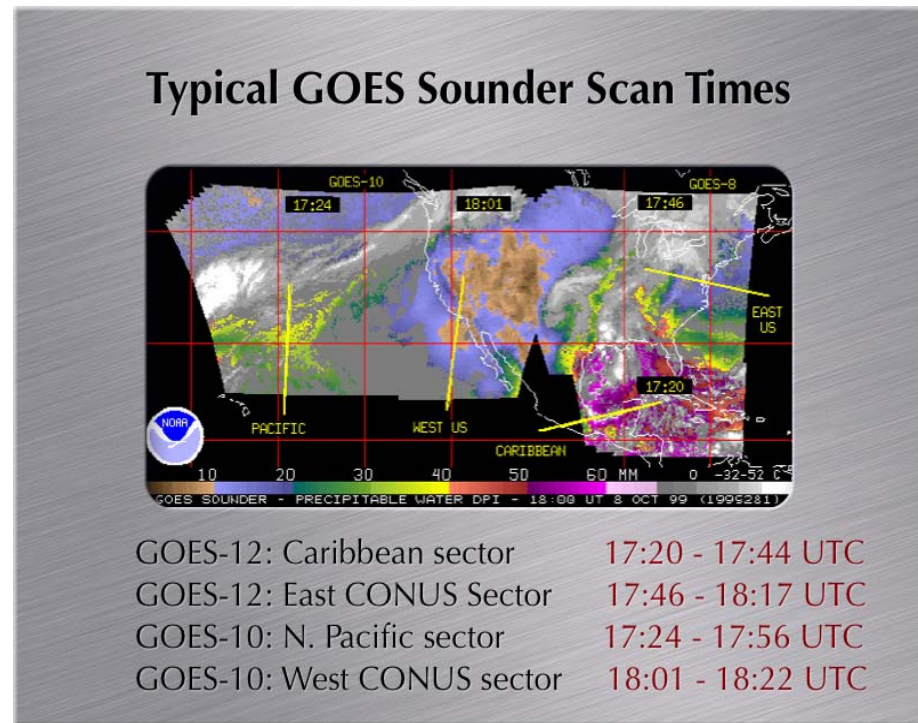 Typical GOES Sounder Scan Times
GOES-10 GOES-8
17:24 18:01 17:46
EAST
US
17:20
PACIFIC WEST US
CARIBBEAN
NOAA
10 20 30 40 50 60 MM 0 -32-52 C
GOES SOUNDER - PRECIPITABLE WATER DPI - 18:00 UT 8 OCT 99 (1999281)
GOES-12: Caribbean sector 17:20 - 17:44 UTC
GOES-12: East CONUS Sector 17:46 - 18:17 UTC
GOES-10: N. Pacific sector 17:24 - 17:56 UTC
GOES-10: West CONUS sector 18:01 - 18:22 UTC